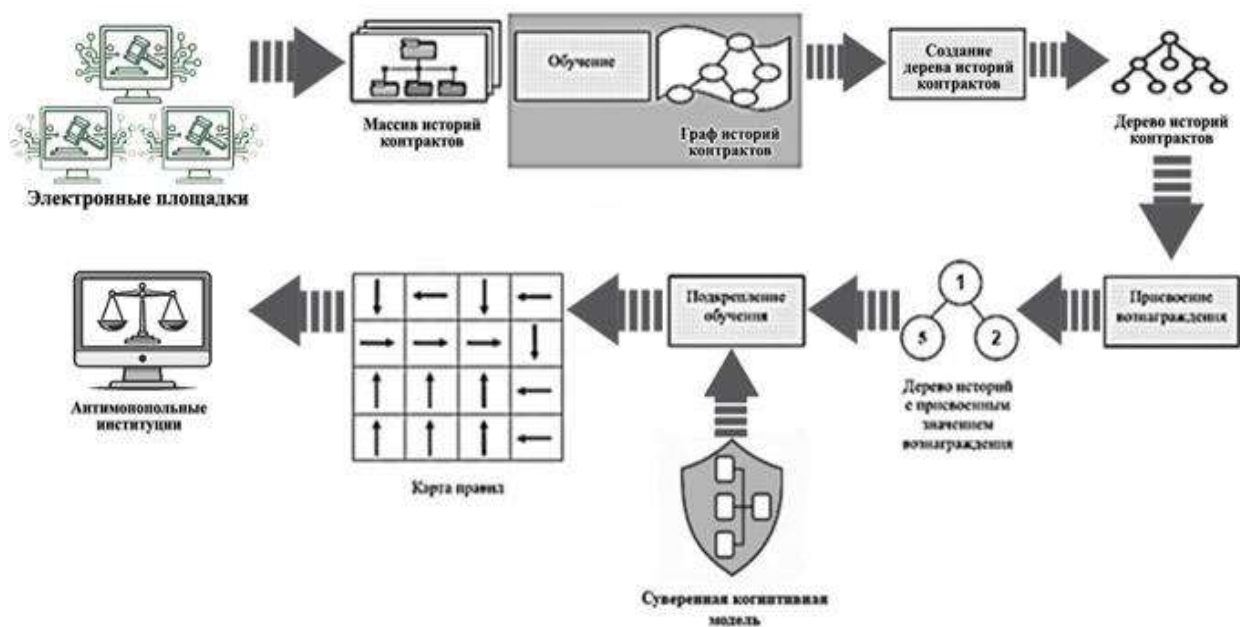 Электронные площадки
Массив историй
контрактов
Обучение
Граф историй
контрактов
Создание
дерева историй
контрактов
Дерево историй
контрактов
Присвоение
вознаграждения
1
5
2
Дерево историй
с присвоенным
значением
вознаграждения
Подкрепление
обучения
Суверенная когнитивная
модель
Карта правил
Антимонопольные
институции